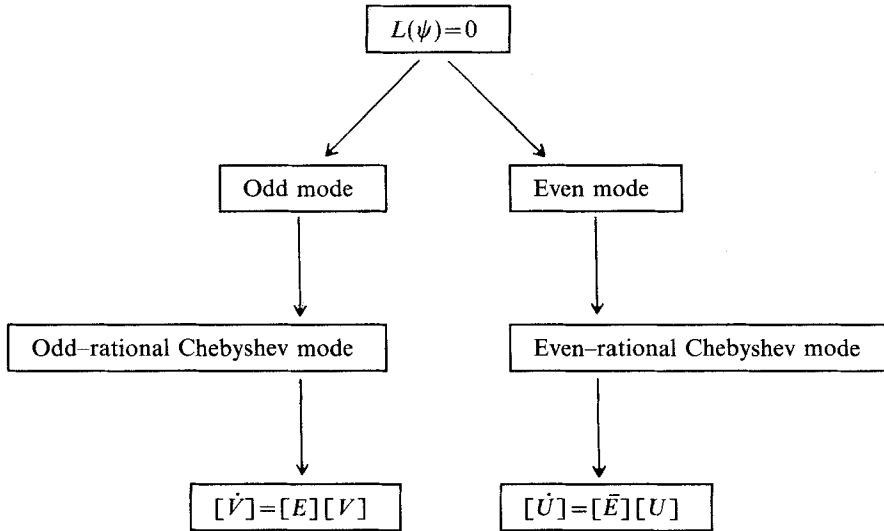 L(ψ)=0
Odd mode
Even mode
Odd–rational Chebyshev mode
Even–rational Chebyshev mode
[V̇]=[E][V]
[U̇]=[Ē][U]